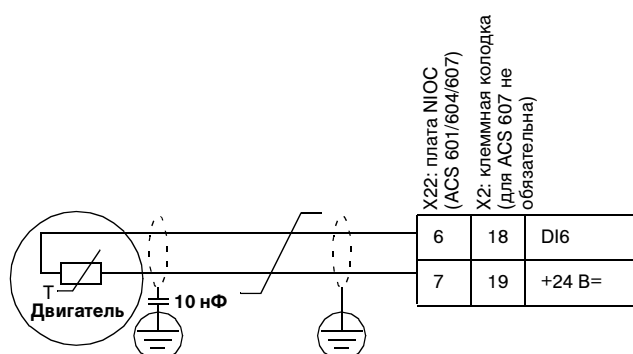 X22: плата NIOC
(ACS 601/604/607)
X2: клеммная колодка
(для ACS 607 не
обязательна)
6 18 DI6
7 19 +24 В=
T
Двигатель
10 нФ